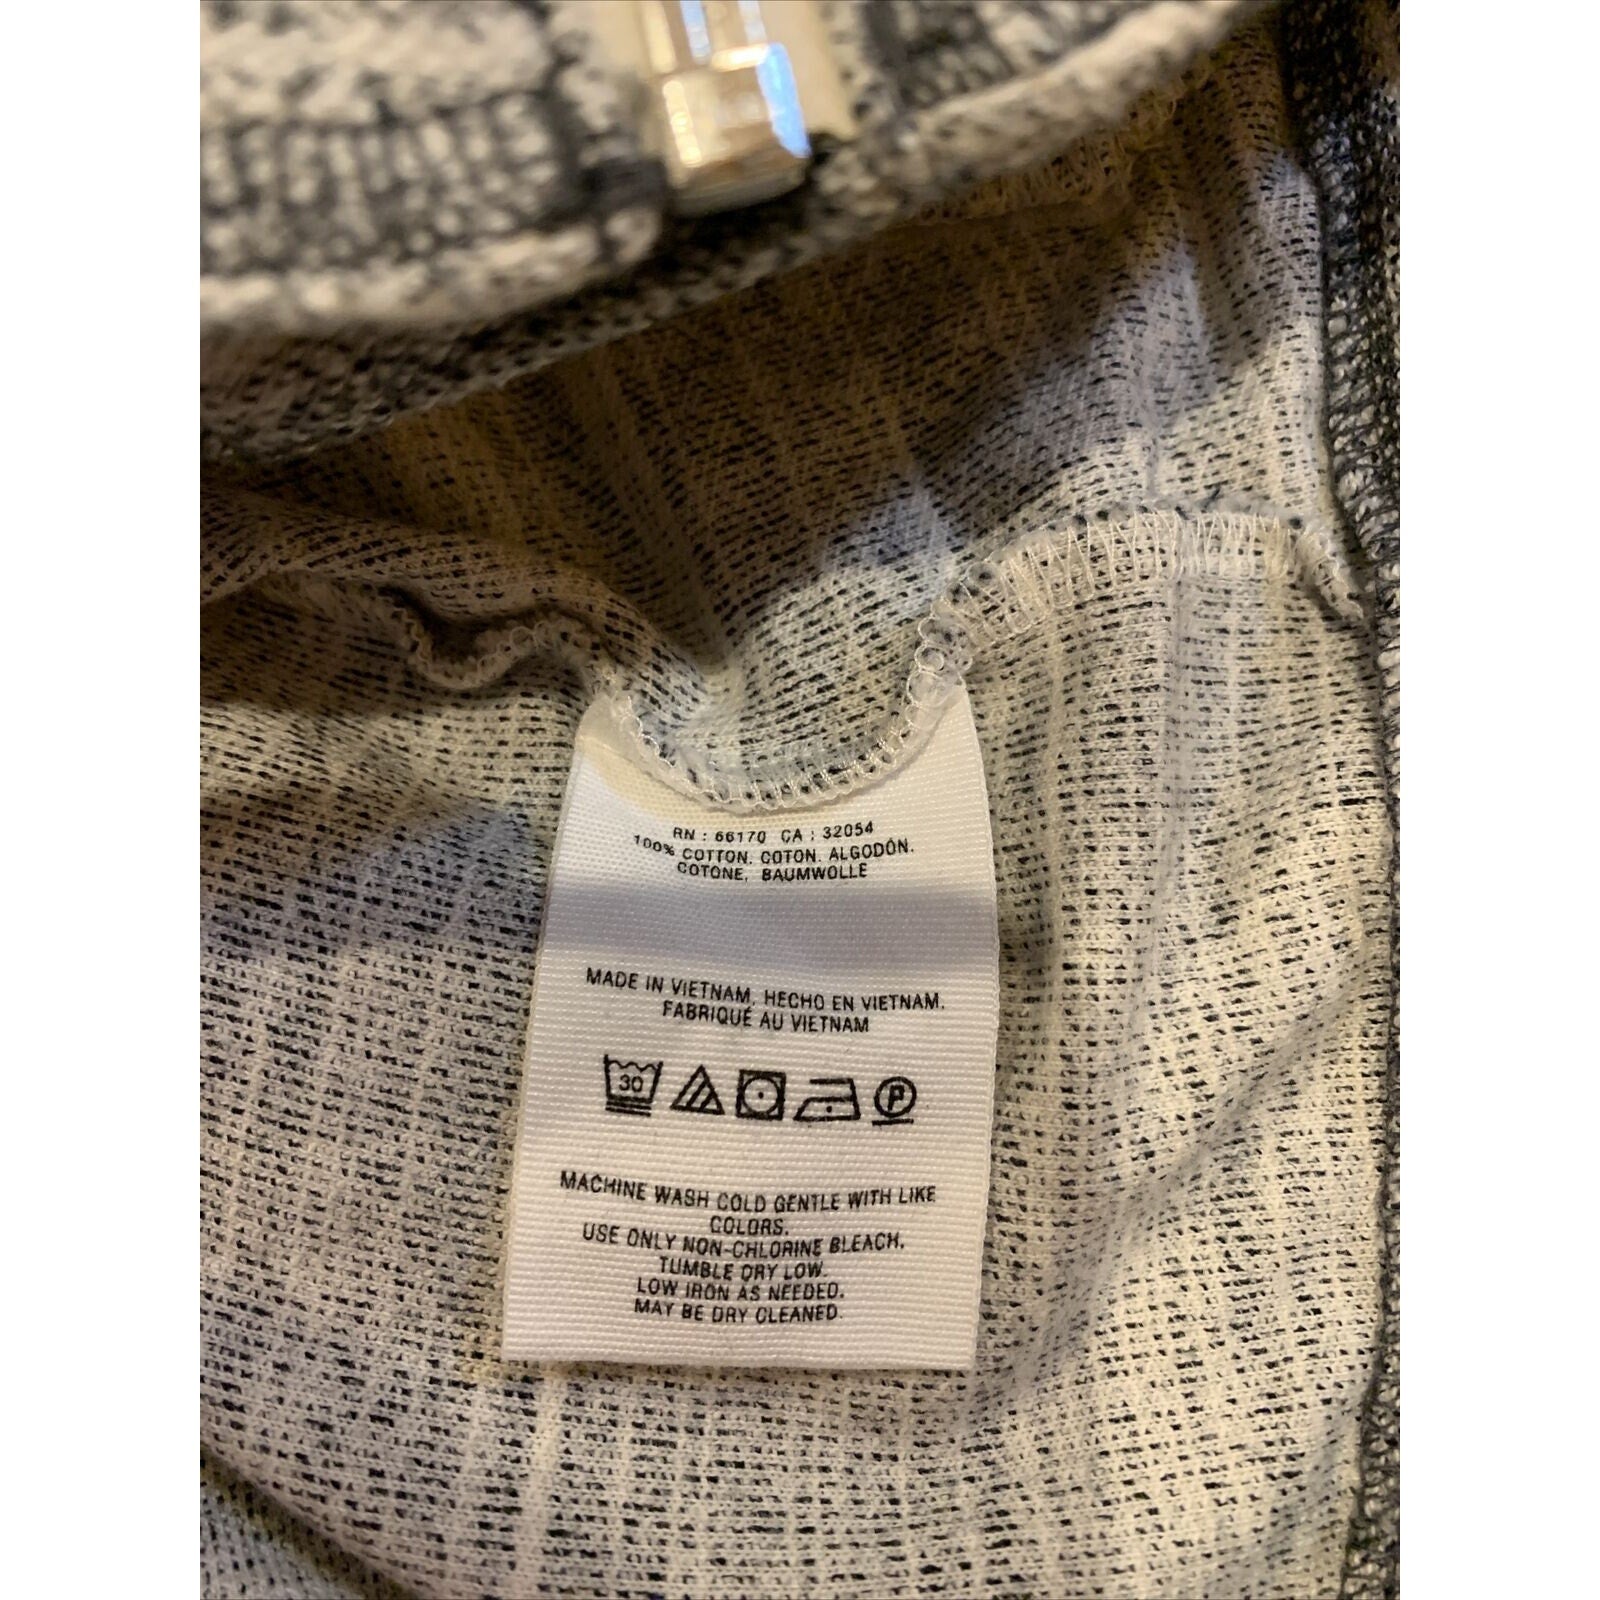 RN : 66170 CA : 32054
100% COTTON. COTON. ALGODÓN.
COTONE, BAUMWOLLE
MADE IN VIETNAM, HECHO EN VIETNAM.
FABRIQUÉ AU VIETNAM
30 P
MACHINE WASH COLD GENTLE WITH LIKE
COLORS.
USE ONLY NON-CHLORINE BLEACH.
TUMBLE DRY LOW.
LOW IRON AS NEEDED.
MAY BE DRY CLEANED.